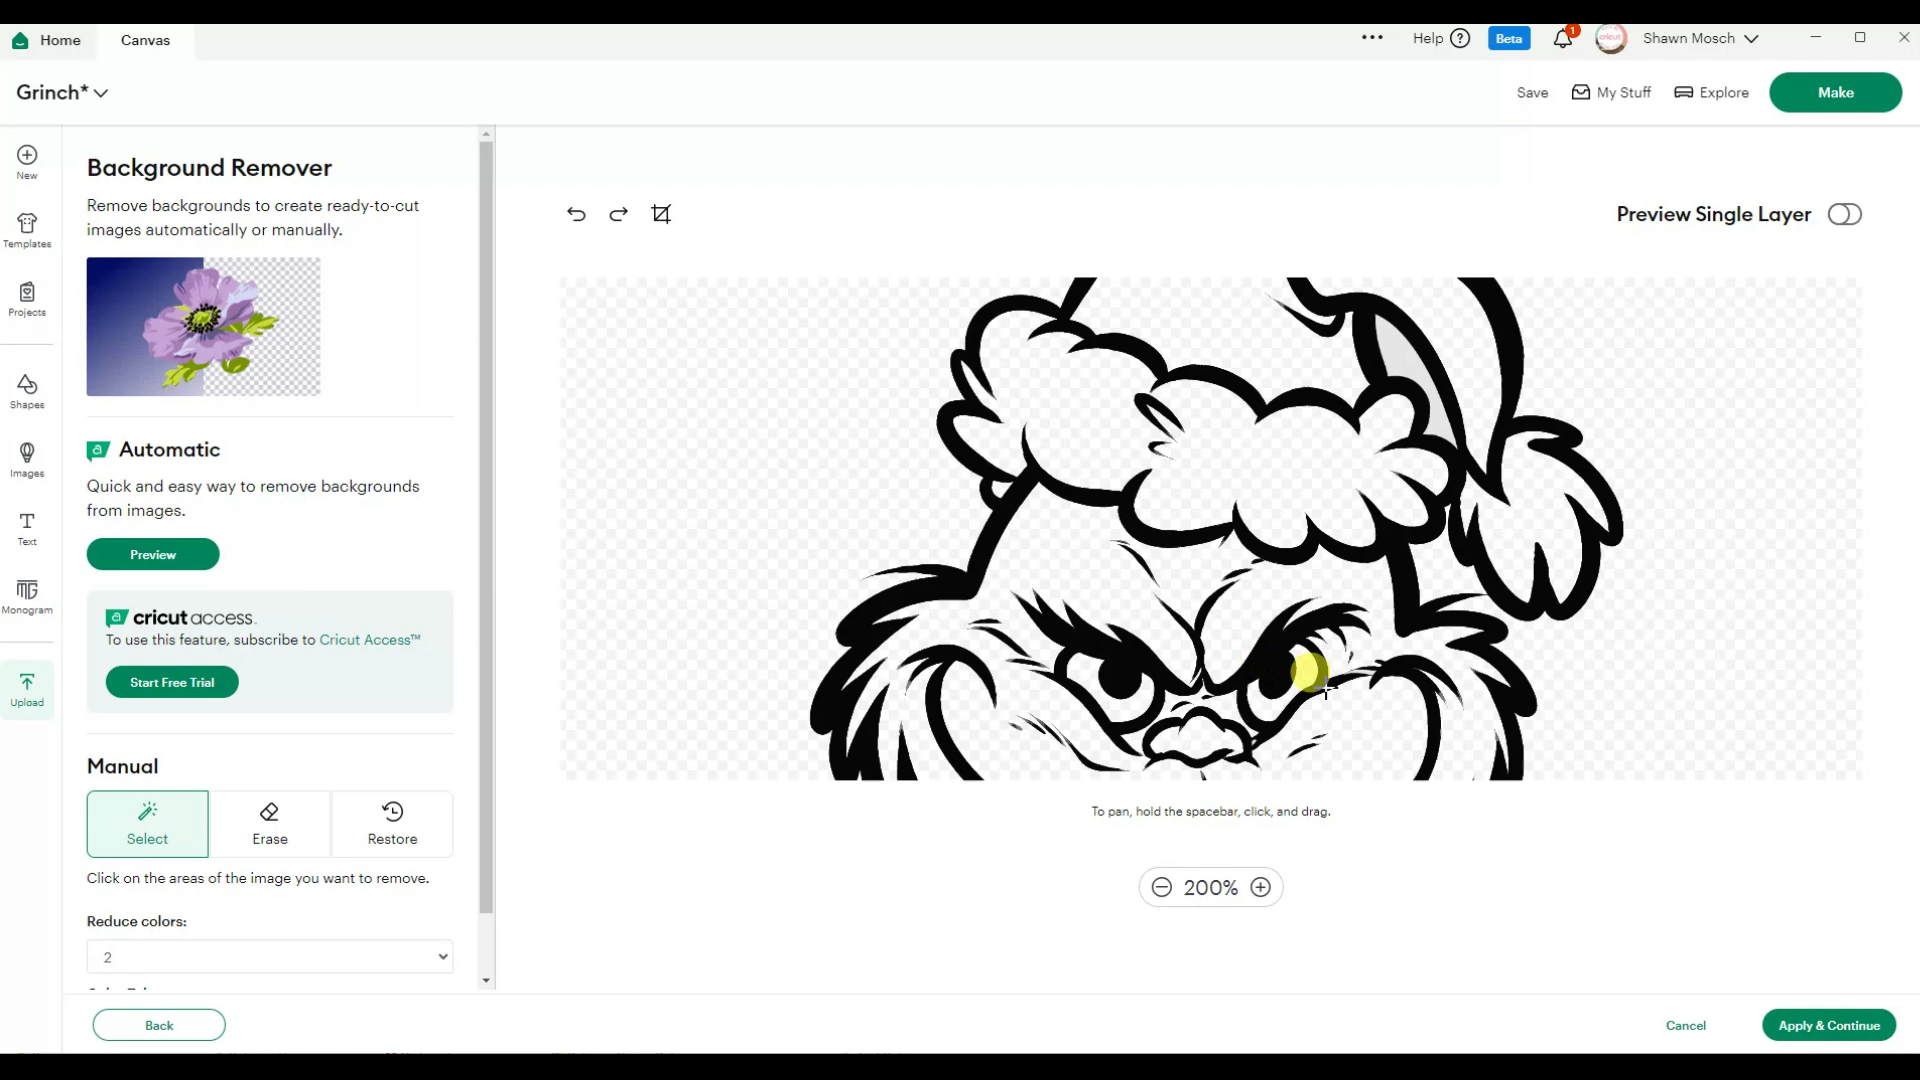 Home
Canvas
Help
Beta
1
cricut
Shawn Mosch
Grinch*
Save
My Stuff
Explore
Make
New
Templates
Projects
Shapes
Images
Text
Monogram
Upload
Background Remover
Remove backgrounds to create ready-to-cut
images automatically or manually.
a Automatic
Quick and easy way to remove backgrounds
from images.
Preview
a cricut access™
To use this feature, subscribe to Cricut Access™
Start Free Trial
Manual
Select
Erase
Restore
Click on the areas of the image you want to remove.
Reduce colors:
2
Preview Single Layer
To pan, hold the spacebar, click, and drag.
200%
Back
Cancel
Apply & Continue